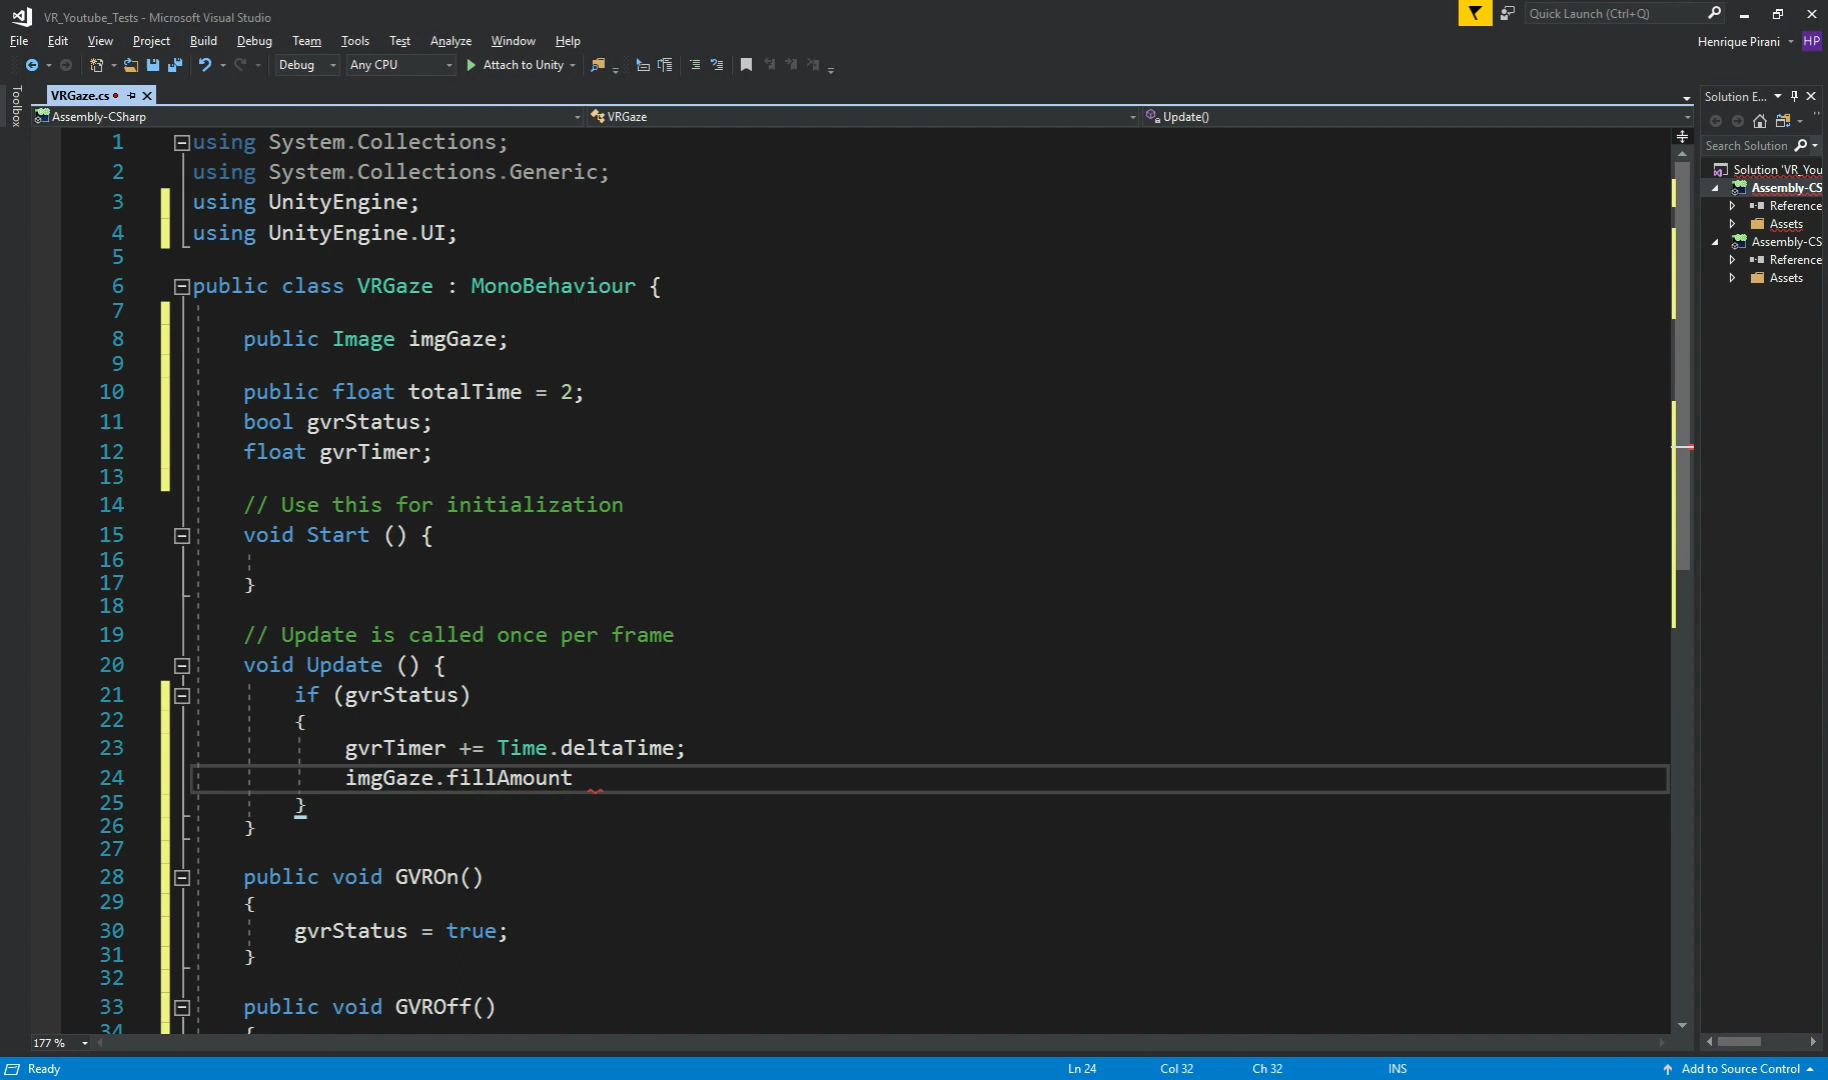 VR_Youtube_Tests - Microsoft Visual Studio
Quick Launch (Ctrl+Q)
File Edit View Project Build Debug Team Tools Test Analyze Window Help
Henrique Pirani HP
Debug Any CPU Attach to Unity
Toolbox
VRGaze.cs
Solution E...
Assembly-CSharp VRGaze Update()
Search Solution
Solution 'VR_You
Assembly-CS
Reference
Assets
Assembly-CS
Reference
Assets
1 using System.Collections;
2 using System.Collections.Generic;
3 using UnityEngine;
4 using UnityEngine.UI;
5
6 public class VRGaze : MonoBehaviour {
7
8 public Image imgGaze;
9
10 public float totalTime = 2;
11 bool gvrStatus;
12 float gvrTimer;
13
14 // Use this for initialization
15 void Start () {
16
17 }
18
19 // Update is called once per frame
20 void Update () {
21 if (gvrStatus)
22 {
23 gvrTimer += Time.deltaTime;
24 imgGaze.fillAmount
25 }
26 }
27
28 public void GVROn()
29 {
30 gvrStatus = true;
31 }
32
33 public void GVROff()
34 {
177 %
Ready Ln 24 Col 32 Ch 32 INS Add to Source Control